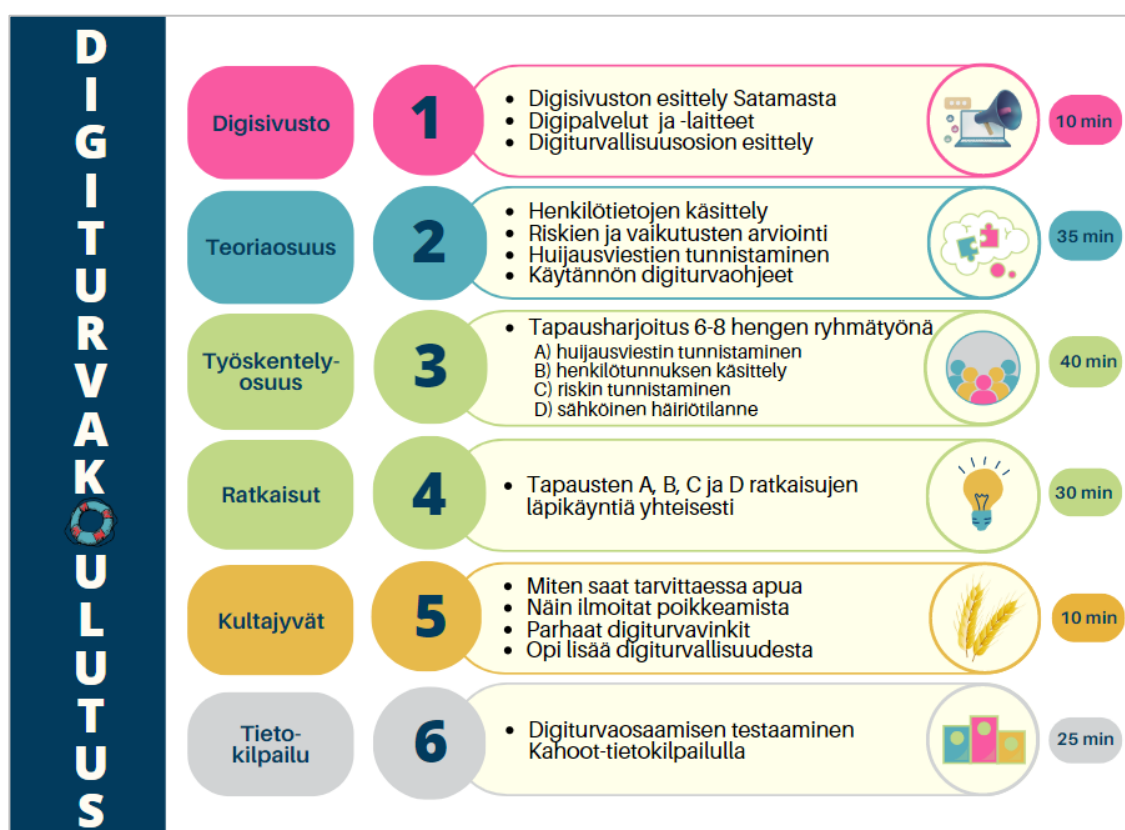 DIGITURVAKOULUTUS
Digisivusto
1
• Digisivuston esittely Satamasta
• Digipalvelut ja -laitteet
• Digiturvallisuusosion esittely
10 min
Teoriaosuus
2
• Henkilötietojen käsittely
• Riskien ja vaikutusten arviointi
• Huijausviestien tunnistaminen
• Käytännön digiturvaohjeet
35 min
Työskentely-
osuus
3
• Tapausharjoitus 6-8 hengen ryhmätyönä
A) huijausviestin tunnistaminen
B) henkilötunnuksen käsittely
C) riskin tunnistaminen
D) sähköinen häiriötilanne
40 min
Ratkaisut
4
• Tapausten A, B, C ja D ratkaisujen
läpikäyntiä yhteisesti
30 min
Kultajyvät
5
• Miten saat tarvittaessa apua
• Näin ilmoitat poikkeamista
• Parhaat digiturvavinkit
• Opi lisää digiturvallisuudesta
10 min
Tieto-
kilpailu
6
• Digiturvaosaamisen testaaminen
Kahoot-tietokilpailulla
25 min